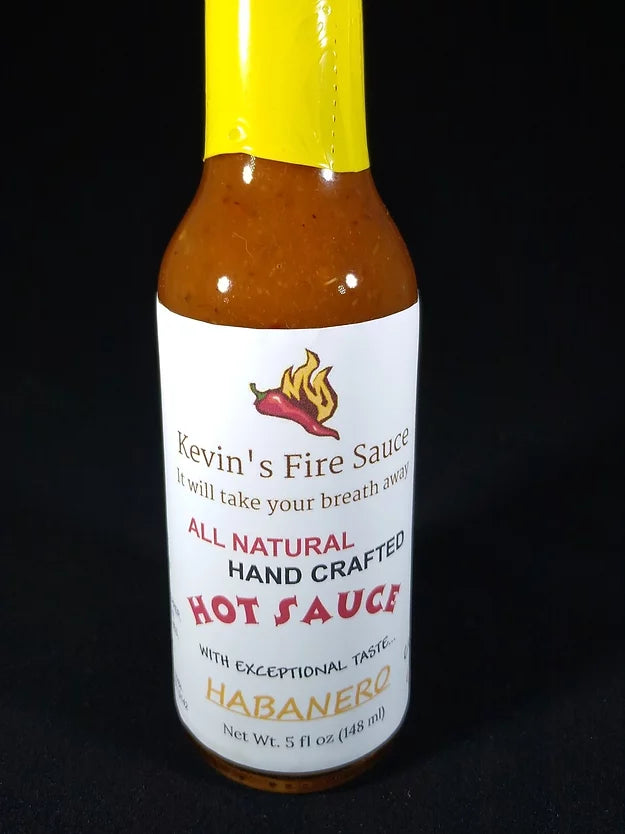 Kevin's Fire Sauce
It will take your breath away
ALL NATURAL
HAND CRAFTED
HOT SAUCE
WITH EXCEPTIONAL TASTE...
HABANERO
Net Wt. 5 fl oz (148 ml)